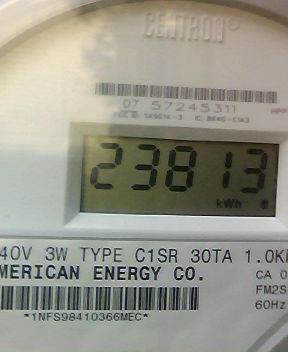 CENTRON®
07 57245311
23813
kWh
40V 3W TYPE C1SR 30TA 1.0K
MERICAN ENERGY CO.
CA 0
FM2S
60Hz
*1NFS98410366MEC*